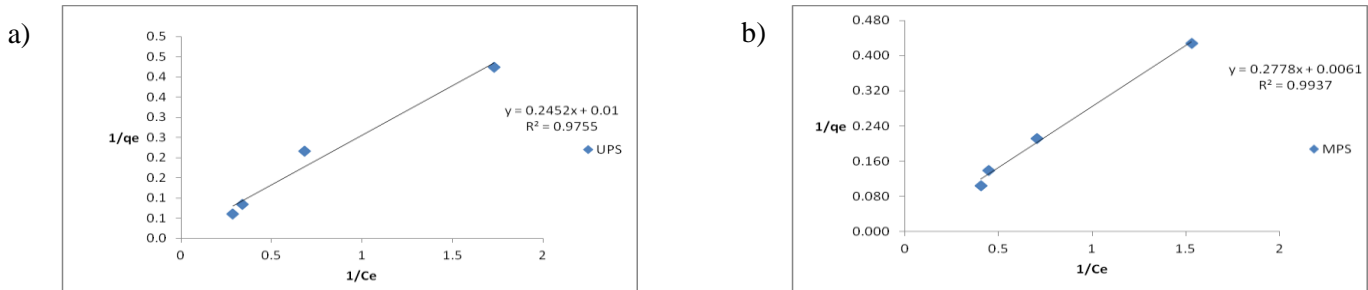 a)
0.5
0.5
0.4
0.4
0.3
0.3
0.2
0.2
0.1
0.1
0.0
1/qe
y = 0.2452x + 0.01
R² = 0.9755
UPS
0
0.5
1
1.5
2
1/Ce
b)
0.480
0.400
0.320
0.240
0.160
0.080
0.000
1/qe
y = 0.2778x + 0.0061
R² = 0.9937
MPS
0
0.5
1
1.5
2
1/Ce